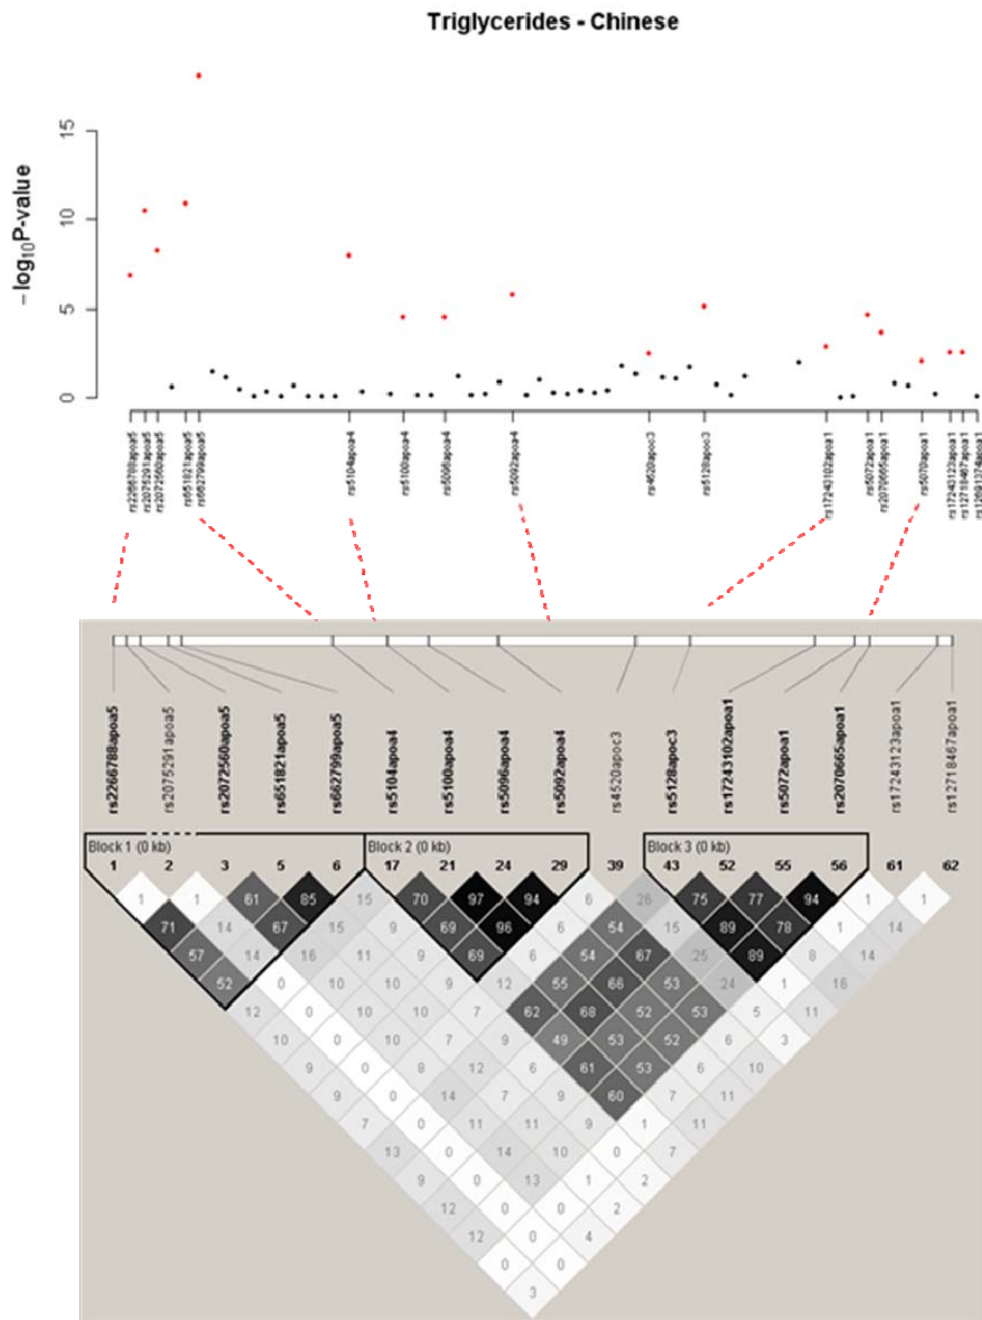 Triglycerides - Chinese
15
10
5
0
−log10P-value
rs2266788apoa5
rs2075291apoa5
rs2072560apoa5
rs651821apoa5
rs662799apoa5
rs5104apoa4
rs5100apoa4
rs5096apoa4
rs5092apoa4
rs4520apoc3
rs5128apoc3
rs17243102apoa1
rs5072apoa1
rs2070665apoa1
rs5070apoa1
rs17243123apoa1
rs12718467apoa1
rs12691374apoa1
rs2266788apoa5
rs2075291apoa5
rs2072560apoa5
rs651821apoa5
rs662799apoa5
rs5104apoa4
rs5100apoa4
rs5096apoa4
rs5092apoa4
rs4520apoc3
rs5128apoc3
rs17243102apoa1
rs5072apoa1
rs2070665apoa1
rs17243123apoa1
rs12718467apoa1
Block 1 (0 kb) Block 2 (0 kb) Block 3 (0 kb)
1 2 3 5 6 17 21 24 29 39 43 52 55 56 61 62
1 1 61 85 15 70 97 94 6 26 75 77 94 1 1
71 14 67 15 9 69 96 6 54 15 89 78 1 14
57 14 16 11 9 69 6 54 67 25 89 8 14
52 0 10 10 9 12 55 66 53 24 1 16
12 0 10 10 7 62 68 52 53 5 11
10 0 10 9 49 53 52 6 3
9 0 8 12 6 61 53 6 10
9 0 14 7 9 60 7 11
7 0 11 11 9 1 11
13 0 14 10 0 7
9 0 13 1 2
12 0 0 2
12 0 4
0 0
3